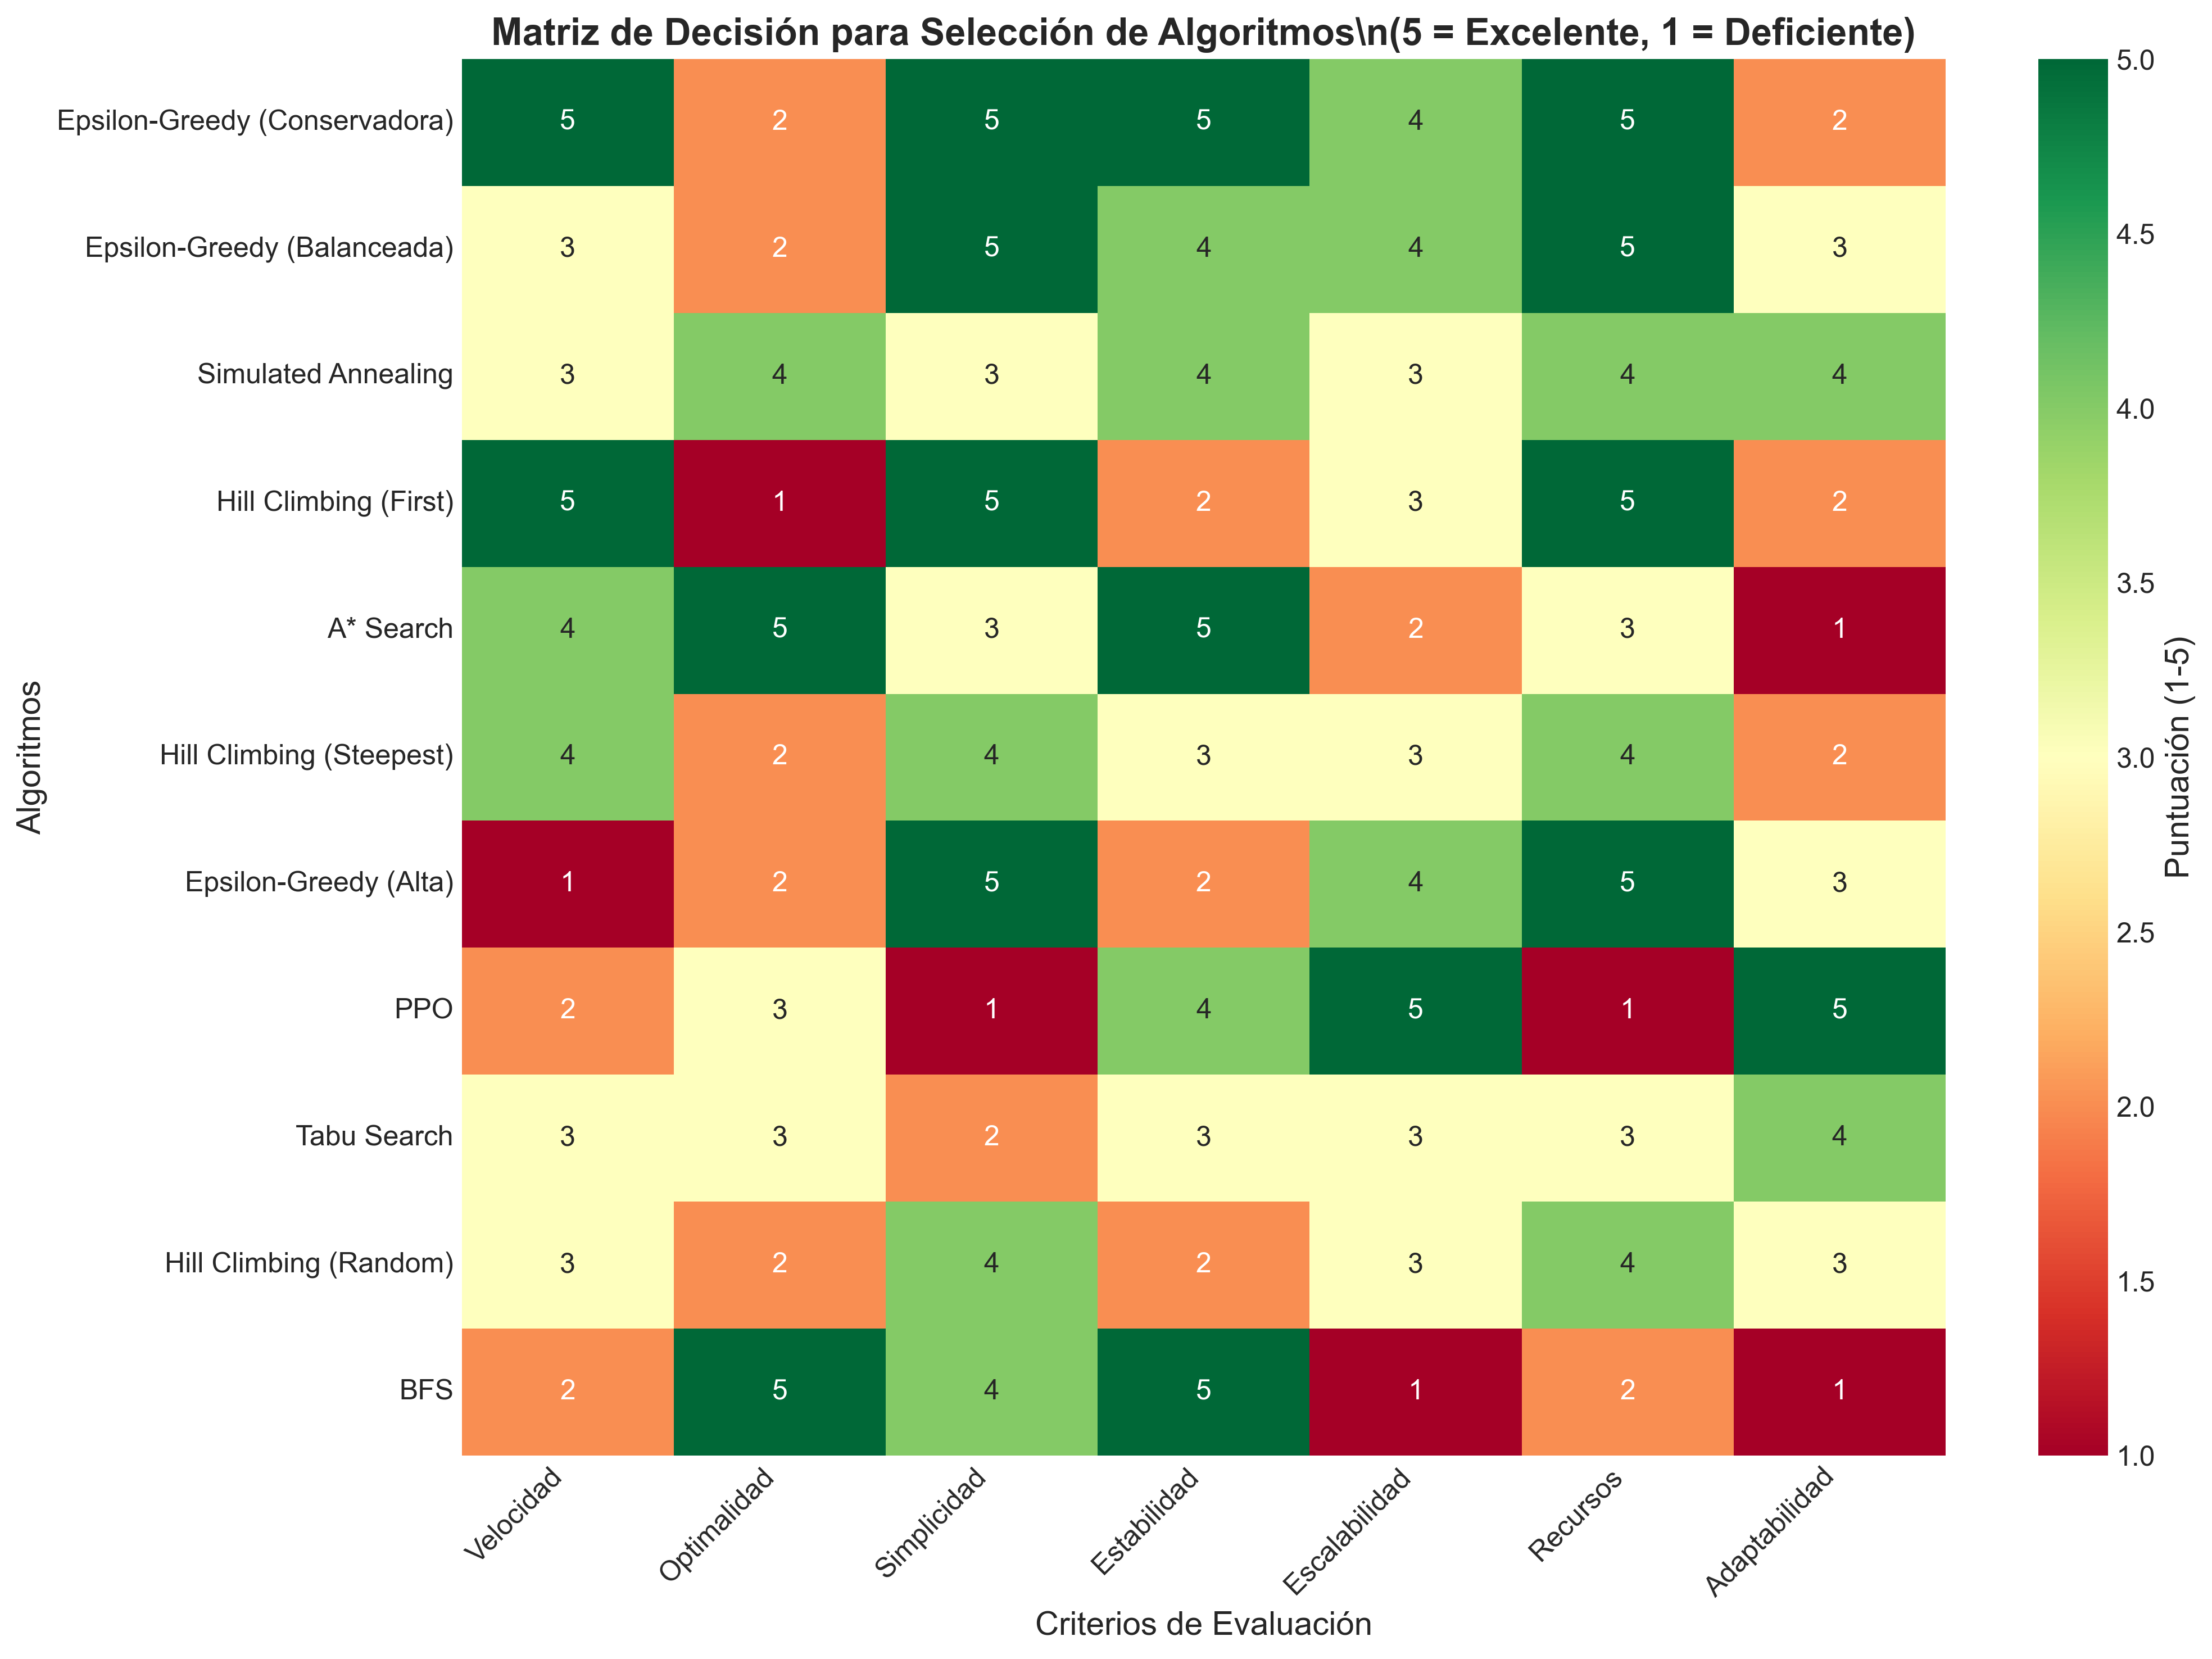 Matriz de Decisión para Selección de Algoritmos\n(5 = Excelente, 1 = Deficiente)
Epsilon-Greedy (Conservadora) 5 2 5 5 4 5 2
Epsilon-Greedy (Balanceada) 3 2 5 4 4 5 3
Simulated Annealing 3 4 3 4 3 4 4
Hill Climbing (First) 5 1 5 2 3 5 2
A* Search 4 5 3 5 2 3 1
Hill Climbing (Steepest) 4 2 4 3 3 4 2
Epsilon-Greedy (Alta) 1 2 5 2 4 5 3
PPO 2 3 1 4 5 1 5
Tabu Search 3 3 2 3 3 3 4
Hill Climbing (Random) 3 2 4 2 3 4 3
BFS 2 5 4 5 1 2 1
Algoritmos
Velocidad
Optimalidad
Simplicidad
Estabilidad
Escalabilidad
Recursos
Adaptabilidad
Criterios de Evaluación
5.0
4.5
4.0
3.5
3.0
2.5
2.0
1.5
1.0
Puntuación (1-5)